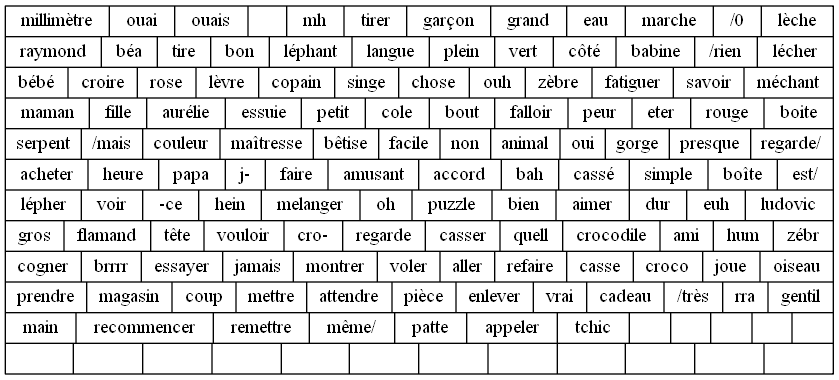 millimètre ouai ouais mh tirer garçon grand eau marche /0 lèche
raymond béa tire bon léphant langue plein vert côté babine /rien lécher
bébé croire rose lèvre copain singe chose ouh zèbre fatiguer savoir méchant
maman fille aurélie essuie petit cole bout falloir peur eter rouge boite
serpent /mais couleur maîtresse bêtise facile non animal oui gorge presque regarde/
acheter heure papa j- faire amusant accord bah cassé simple boîte est/
lépher voir -ce hein melanger oh puzzle bien aimer dur euh ludovic
gros flamand tête vouloir cro- regarde casser quell crocodile ami hum zébr
cogner brrrr essayer jamais montrer voler aller refaire casse croco joue oiseau
prendre magasin coup mettre attendre pièce enlever vrai cadeau /très rra gentil
main recommencer remettre même/ patte appeler tchic